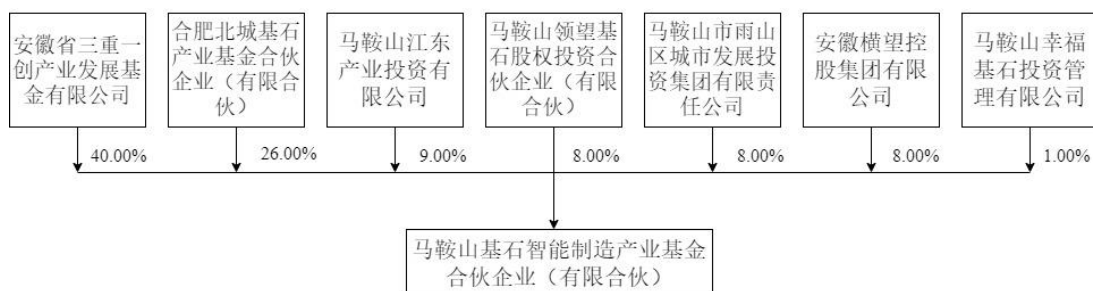 安徽省三重一
创产业发展基
金有限公司
合肥北城基石
产业基金合伙
企业（有限合
伙）
马鞍山江东
产业投资有
限公司
马鞍山领望基
石股权投资合
伙企业（有限
合伙）
马鞍山市雨山
区城市发展投
资集团有限责
任公司
安徽横望控
股集团有限
公司
马鞍山幸福
基石投资管
理有限公司
40.00%
26.00%
9.00%
8.00%
8.00%
8.00%
1.00%
马鞍山基石智能制造产业基金
合伙企业（有限合伙）